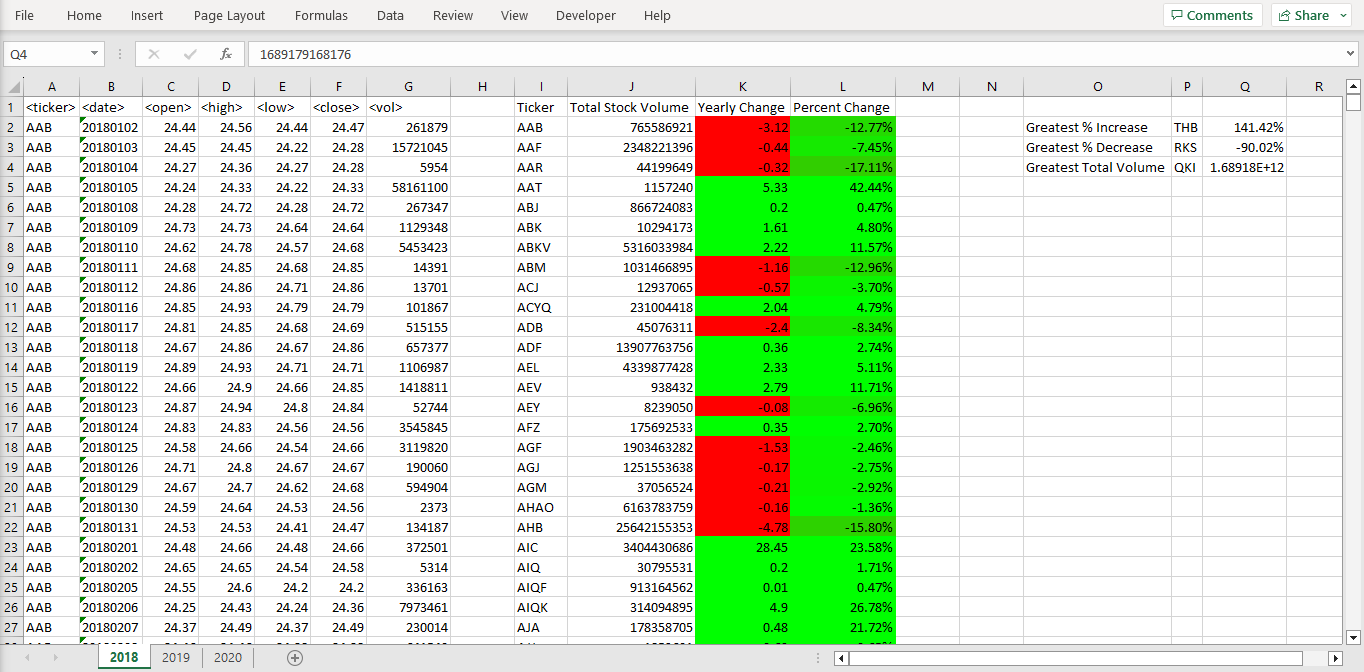 File Home Insert Page Layout Formulas Data Review View Developer Help Comments Share
Q4 fx 1689179168176
A B C D E F G H I J K L M N O P Q R
1 <ticker> <date> <open> <high> <low> <close> <vol> Ticker Total Stock Volume Yearly Change Percent Change
2 AAB 20180102 24.44 24.56 24.44 24.47 261879 AAB 765586921 -3.12 -12.77% Greatest % Increase THB 141.42%
3 AAB 20180103 24.45 24.45 24.22 24.28 15721045 AAF 2348221396 -0.44 -7.45% Greatest % Decrease RKS -90.02%
4 AAB 20180104 24.27 24.36 24.27 24.28 5954 AAR 44199649 -0.32 -17.11% Greatest Total Volume QKI 1.68918E+12
5 AAB 20180105 24.24 24.33 24.22 24.33 58161100 AAT 1157240 5.33 42.44%
6 AAB 20180108 24.28 24.72 24.28 24.72 267347 ABJ 866724083 0.2 0.47%
7 AAB 20180109 24.73 24.73 24.64 24.64 1129348 ABK 10294173 1.61 4.80%
8 AAB 20180110 24.62 24.78 24.57 24.68 5453423 ABKV 5316033984 2.22 11.57%
9 AAB 20180111 24.68 24.85 24.68 24.85 14391 ABM 1031466895 -1.16 -12.96%
10 AAB 20180112 24.86 24.86 24.71 24.86 13701 ACJ 12937065 -0.57 -3.70%
11 AAB 20180116 24.85 24.93 24.79 24.79 101867 ACYQ 231004418 2.04 4.79%
12 AAB 20180117 24.81 24.85 24.68 24.69 515155 ADB 45076311 -2.4 -8.34%
13 AAB 20180118 24.67 24.86 24.67 24.86 657377 ADF 13907763756 0.36 2.74%
14 AAB 20180119 24.89 24.93 24.71 24.71 1106987 AEL 4339877428 2.33 5.11%
15 AAB 20180122 24.66 24.9 24.66 24.85 1418811 AEV 938432 2.79 11.71%
16 AAB 20180123 24.87 24.94 24.8 24.84 52744 AEY 8239050 -0.08 -6.96%
17 AAB 20180124 24.83 24.83 24.56 24.56 3545845 AFZ 175692533 0.35 2.70%
18 AAB 20180125 24.58 24.66 24.54 24.66 3119820 AGF 1903463282 -1.53 -2.46%
19 AAB 20180126 24.71 24.8 24.67 24.67 190060 AGJ 1251553638 -0.17 -2.75%
20 AAB 20180129 24.67 24.7 24.62 24.68 594904 AGM 37056524 -0.21 -2.92%
21 AAB 20180130 24.59 24.64 24.53 24.56 2373 AHAO 6163783759 -0.16 -1.36%
22 AAB 20180131 24.53 24.53 24.41 24.47 134187 AHB 25642155353 -4.78 -15.80%
23 AAB 20180201 24.48 24.66 24.48 24.66 372501 AIC 3404430686 28.45 23.58%
24 AAB 20180202 24.65 24.65 24.54 24.58 5314 AIQ 30795531 0.2 1.71%
25 AAB 20180205 24.55 24.6 24.2 24.2 336163 AIQF 913164562 0.01 0.47%
26 AAB 20180206 24.25 24.43 24.24 24.36 7973461 AIQK 314094895 4.9 26.78%
27 AAB 20180207 24.37 24.49 24.37 24.49 230014 AJA 178358705 0.48 21.72%
2018 2019 2020